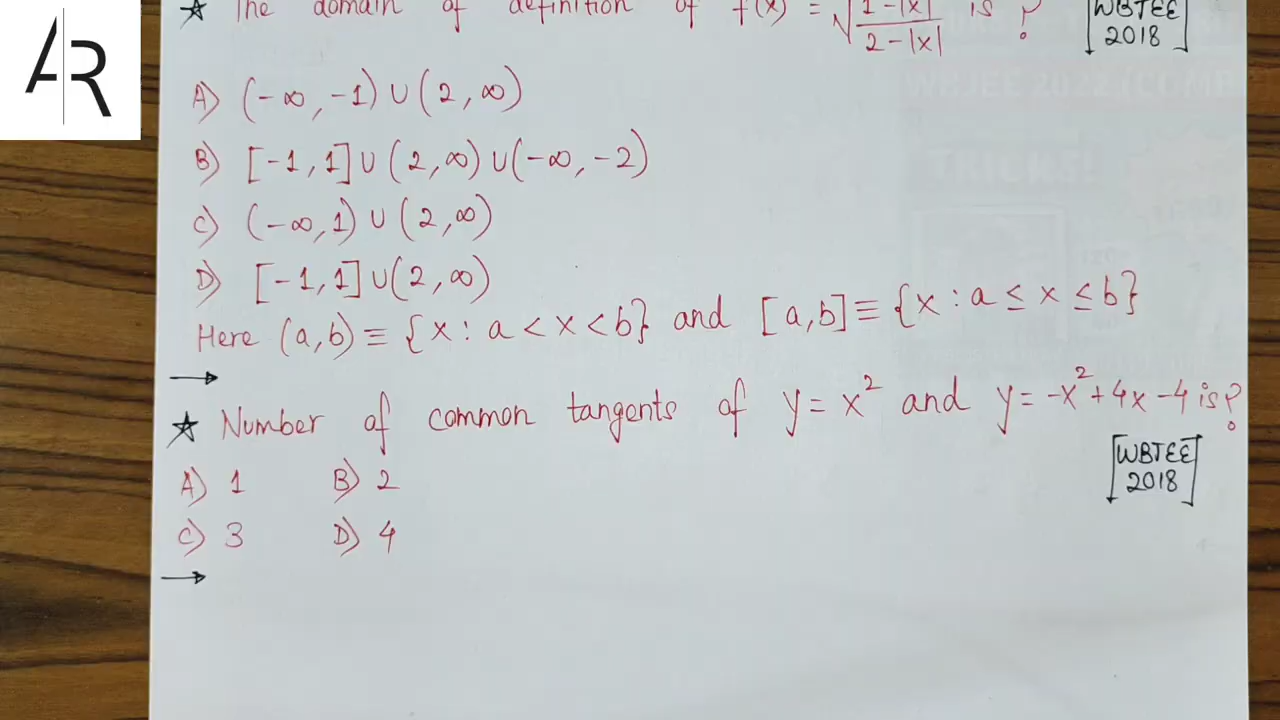 AR
★ The domain of definition of f(x) = √((1-|x|)/(2-|x|)) is ? [WBJEE 2018]
A) (-∞, -1) ∪ (2, ∞)
B) [-1, 1] ∪ (2, ∞) ∪ (-∞, -2)
C) (-∞, 1) ∪ (2, ∞)
D) [-1, 1] ∪ (2, ∞)
Here (a, b) ≡ {x : a < x < b} and [a, b] ≡ {x : a ≤ x ≤ b}
→
★ Number of common tangents of y = x² and y = -x² + 4x - 4 is ?
[WBJEE 2018]
A) 1 B) 2
C) 3 D) 4
→